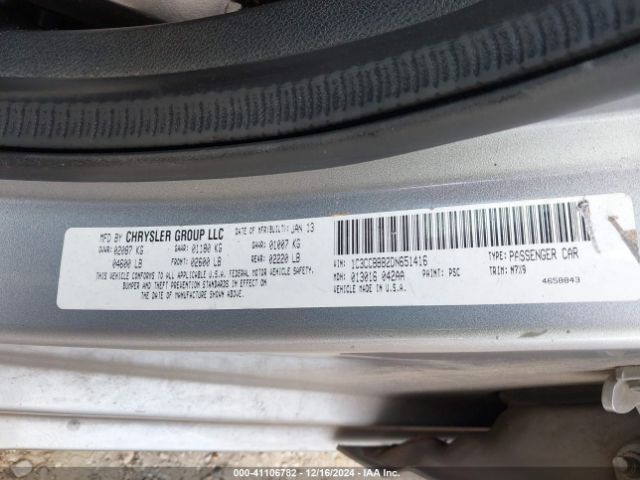 MFD BY CHRYSLER GROUP LLC DATE OF MFR(BUILT): JAN 13
GVWR: 02087 KG GAWR: 01180 KG GAWR: 01007 KG
04600 LB FRONT: 02600 LB REAR: 02220 LB
THIS VEHICLE CONFORMS TO ALL APPLICABLE U.S.A. FEDERAL MOTOR VEHICLE SAFETY,
BUMPER AND THEFT PREVENTION STANDARDS IN EFFECT ON
THE DATE OF MANUFACTURE SHOWN ABOVE.
VIN: 1C3CCBBB2DN651416 TYPE: PASSENGER CAR
MDH: 013016 042AA PAINT: PSC TRIM: M7X9
VEHICLE MADE IN U.S.A. 4658843
000-41106782 - 12/16/2024 - IAA Inc.